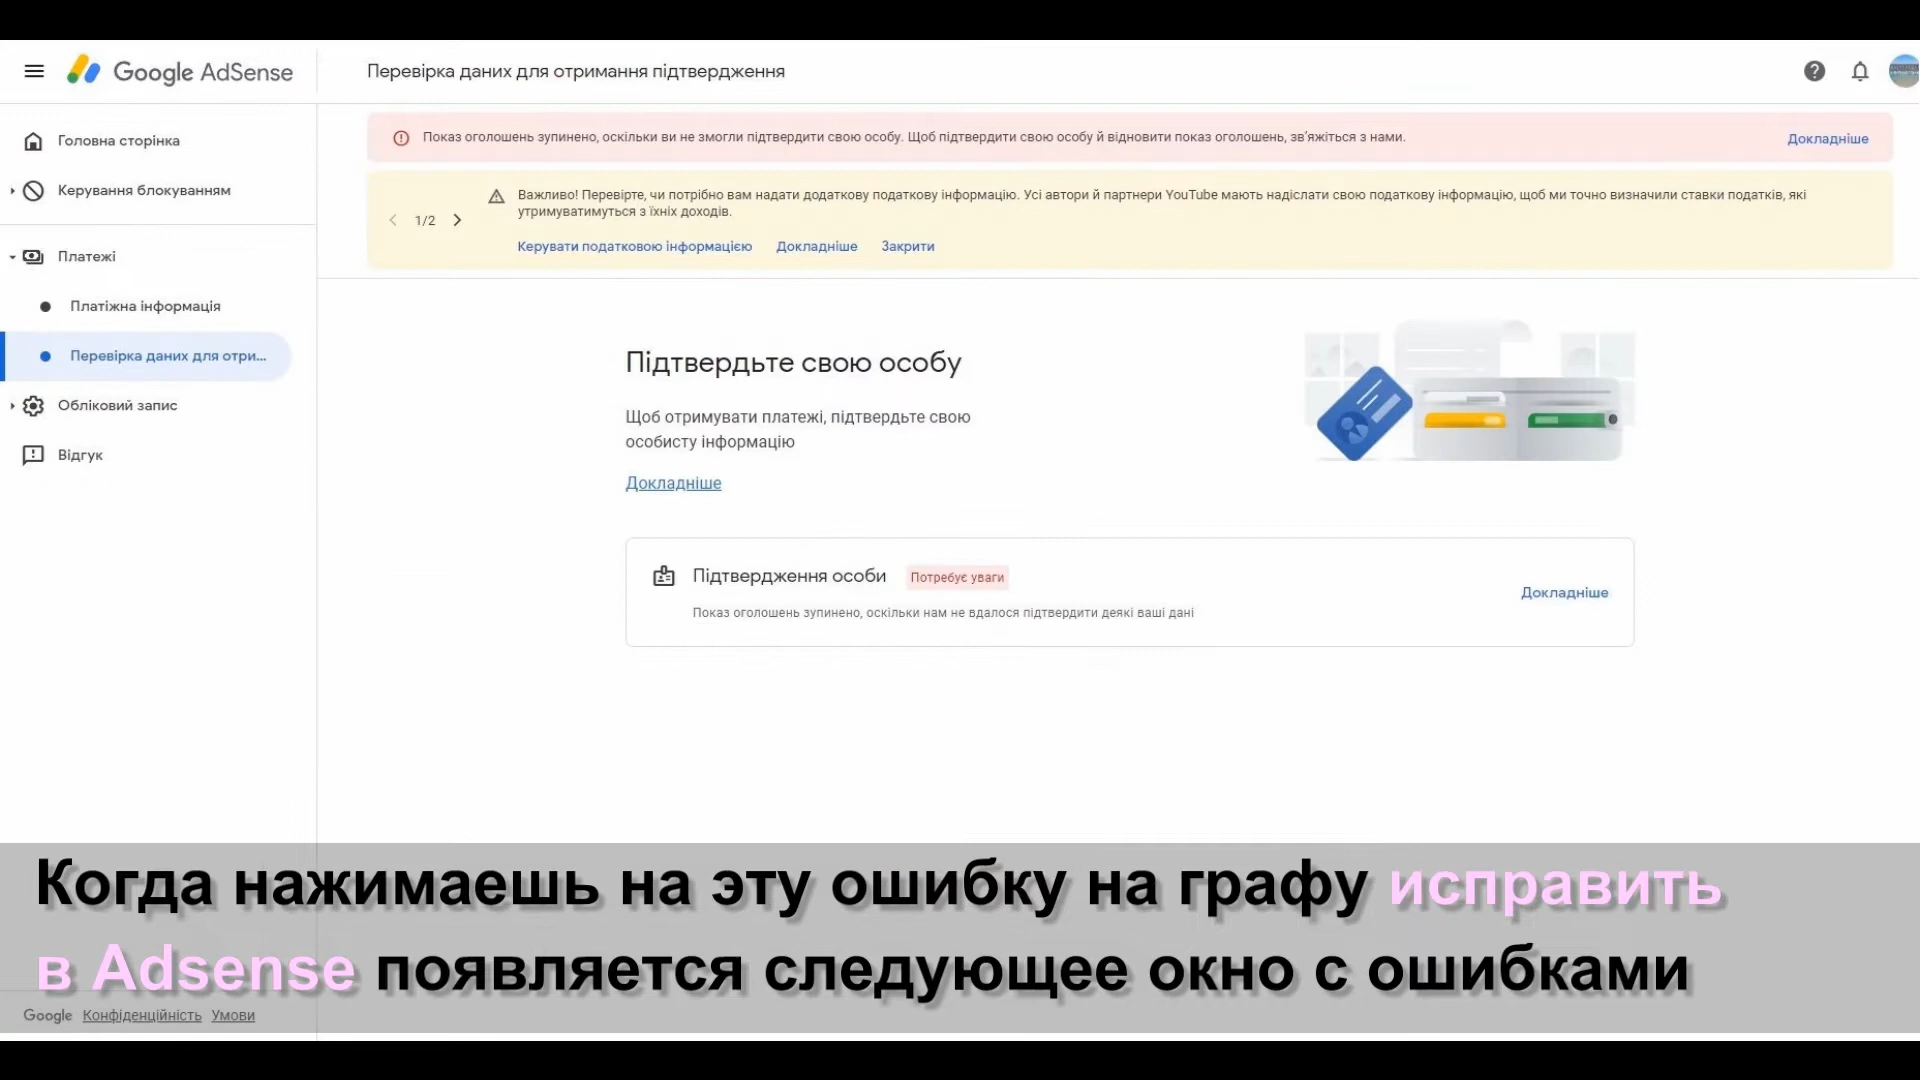 Google AdSense
Перевірка даних для отримання підтвердження
Головна сторінка
Керування блокуванням
Платежі
Платіжна інформація
Перевірка даних для отри...
Обліковий запис
Відгук
Показ оголошень зупинено, оскільки ви не змогли підтвердити свою особу. Щоб підтвердити свою особу й відновити показ оголошень, зв'яжіться з нами.
Докладніше
1/2
Важливо! Перевірте, чи потрібно вам надати додаткову податкову інформацію. Усі автори й партнери YouTube мають надіслати свою податкову інформацію, щоб ми точно визначили ставки податків, які
утримуватимуться з їхніх доходів.
Керувати податковою інформацією Докладніше Закрити
Підтвердьте свою особу
Щоб отримувати платежі, підтвердьте свою
особисту інформацію
Докладніше
Підтвердження особи Потребує уваги
Показ оголошень зупинено, оскільки нам не вдалося підтвердити деякі ваші дані
Докладніше
Когда нажимаешь на эту ошибку на графу исправить
в Adsense появляется следующее окно с ошибками
Google Конфіденційність Умови